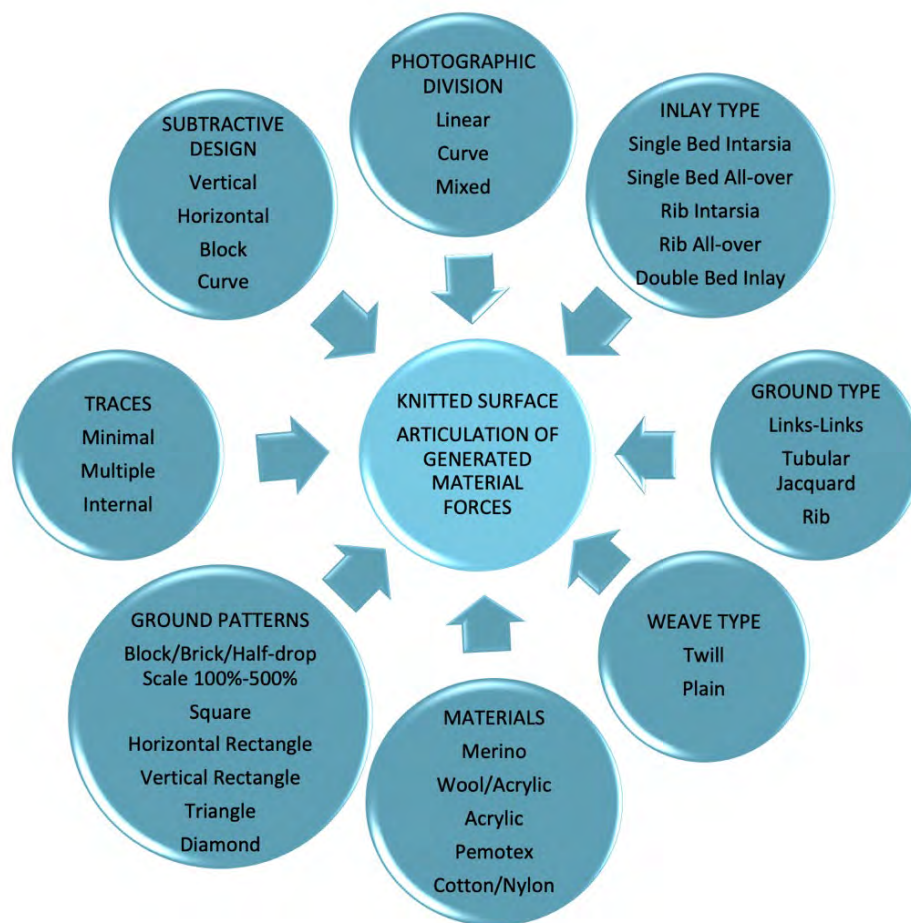 PHOTOGRAPHIC
DIVISION
Linear
Curve
Mixed
SUBTRACTIVE
DESIGN
Vertical
Horizontal
Block
Curve
INLAY TYPE
Single Bed Intarsia
Single Bed All-over
Rib Intarsia
Rib All-over
Double Bed Inlay
TRACES
Minimal
Multiple
Internal
KNITTED SURFACE
ARTICULATION OF
GENERATED
MATERIAL
FORCES
GROUND TYPE
Links-Links
Tubular
Jacquard
Rib
GROUND PATTERNS
Block/Brick/Half-drop
Scale 100%-500%
Square
Horizontal Rectangle
Vertical Rectangle
Triangle
Diamond
MATERIALS
Merino
Wool/Acrylic
Acrylic
Pemotex
Cotton/Nylon
WEAVE TYPE
Twill
Plain